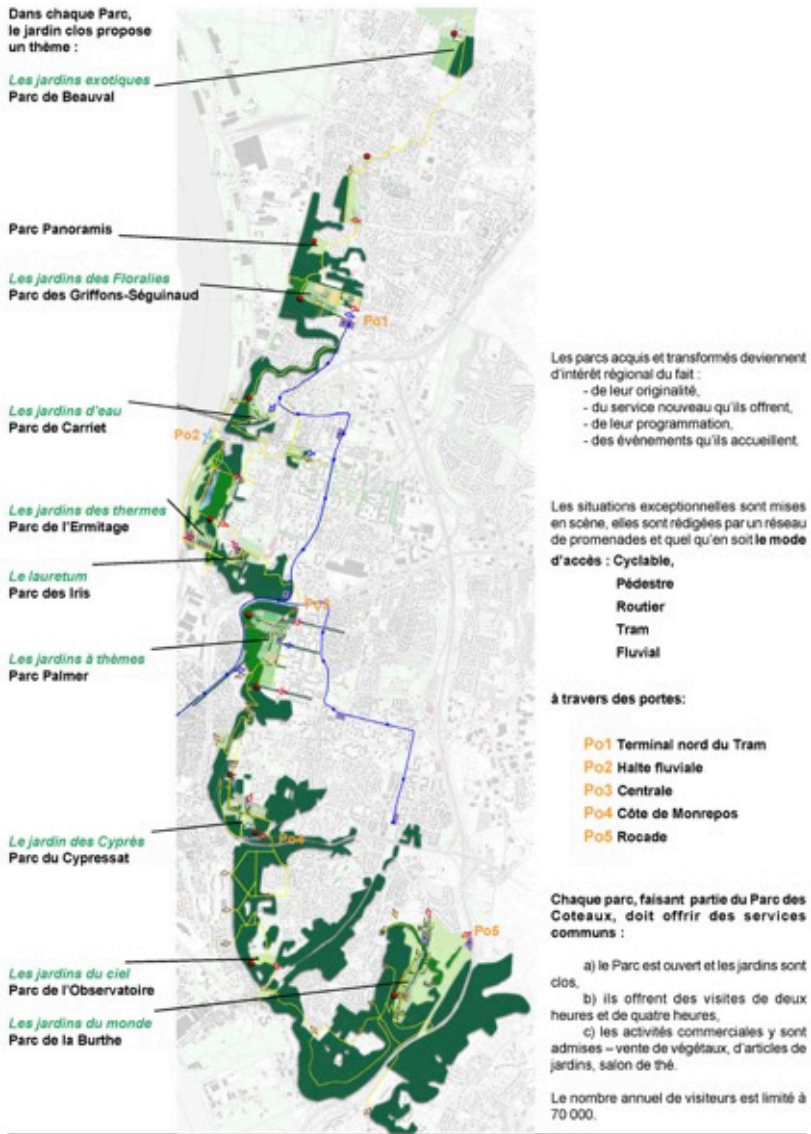 Dans chaque Parc,
le jardin clos propose
un thème :
Les jardins exotiques
Parc de Beauval
Parc Panoramis
Les jardins des Floralies
Parc des Griffons-Séguinaud
Po1
Les jardins d'eau
Parc de Carriet
Po2
Les jardins des thermes
Parc de l'Ermitage
Le lauretum
Parc des Iris
Po3
Les jardins à thèmes
Parc Palmer
Le jardin des Cyprès
Parc du Cypressat
Po4
Les jardins du ciel
Parc de l'Observatoire
Les jardins du monde
Parc de la Burthe
Po5
Les parcs acquis et transformés deviennent
d'intérêt régional du fait :
- de leur originalité,
- du service nouveau qu'ils offrent,
- de leur programmation,
- des événements qu'ils accueillent.
Les situations exceptionnelles sont mises
en scène, elles sont rédigées par un réseau
de promenades et quel qu'en soit le mode
d'accès : Cyclable,
Pédestre
Routier
Tram
Fluvial
à travers des portes:
Po1 Terminal nord du Tram
Po2 Halte fluviale
Po3 Centrale
Po4 Côte de Monrepos
Po5 Rocade
Chaque parc, faisant partie du Parc des
Coteaux, doit offrir des services
communs :
a) le Parc est ouvert et les jardins sont
clos,
b) ils offrent des visites de deux
heures et de quatre heures,
c) les activités commerciales y sont
admises – vente de végétaux, d'articles de
jardins, salon de thé.
Le nombre annuel de visiteurs est limité à
70 000.